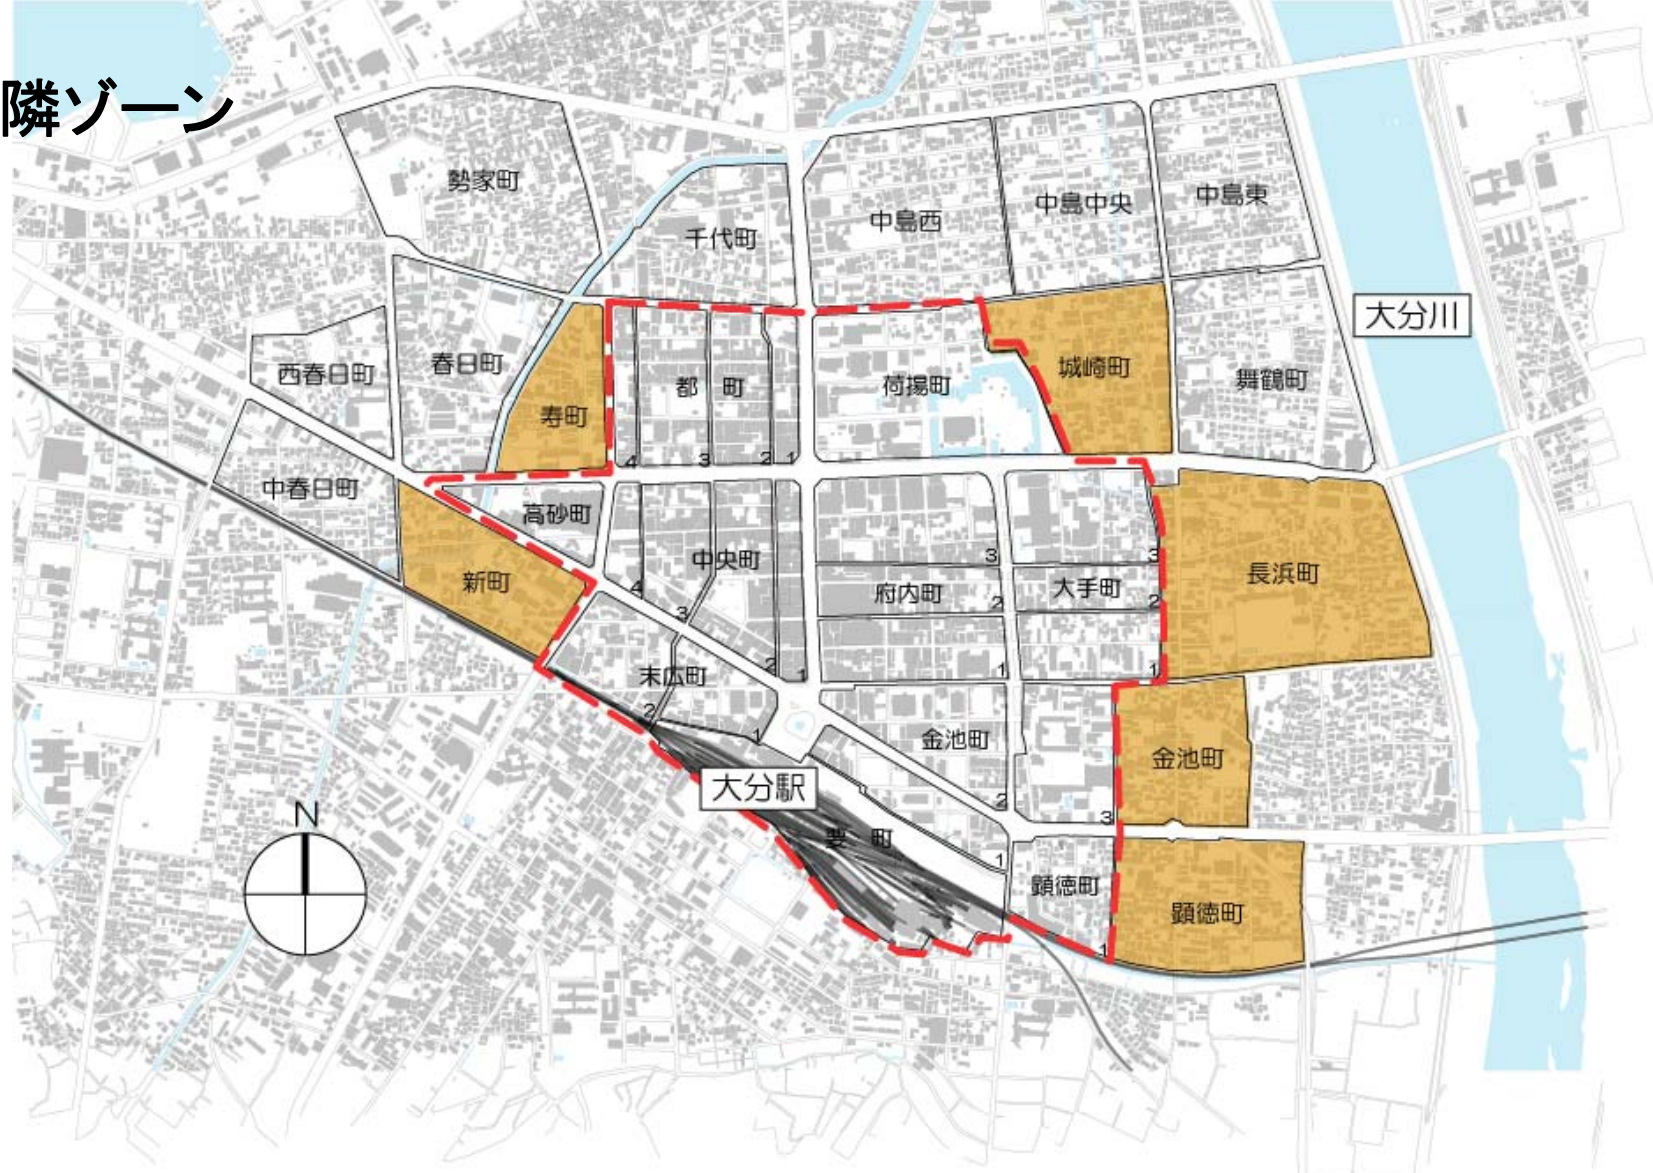 隣ゾーン
勢家町
千代町
中島西
中島中央
中島東
大分川
西春日町
春日町
寿町
都 町
荷揚町
城崎町
舞鶴町
4
3
2
1
中春日町
高砂町
中央町
新町
4
3
2
1
府内町
3
2
1
大手町
3
2
1
長浜町
末広町
2
1
金池町
2
1
3
金池町
大分駅
要 町
顕徳町
1
顕徳町
N